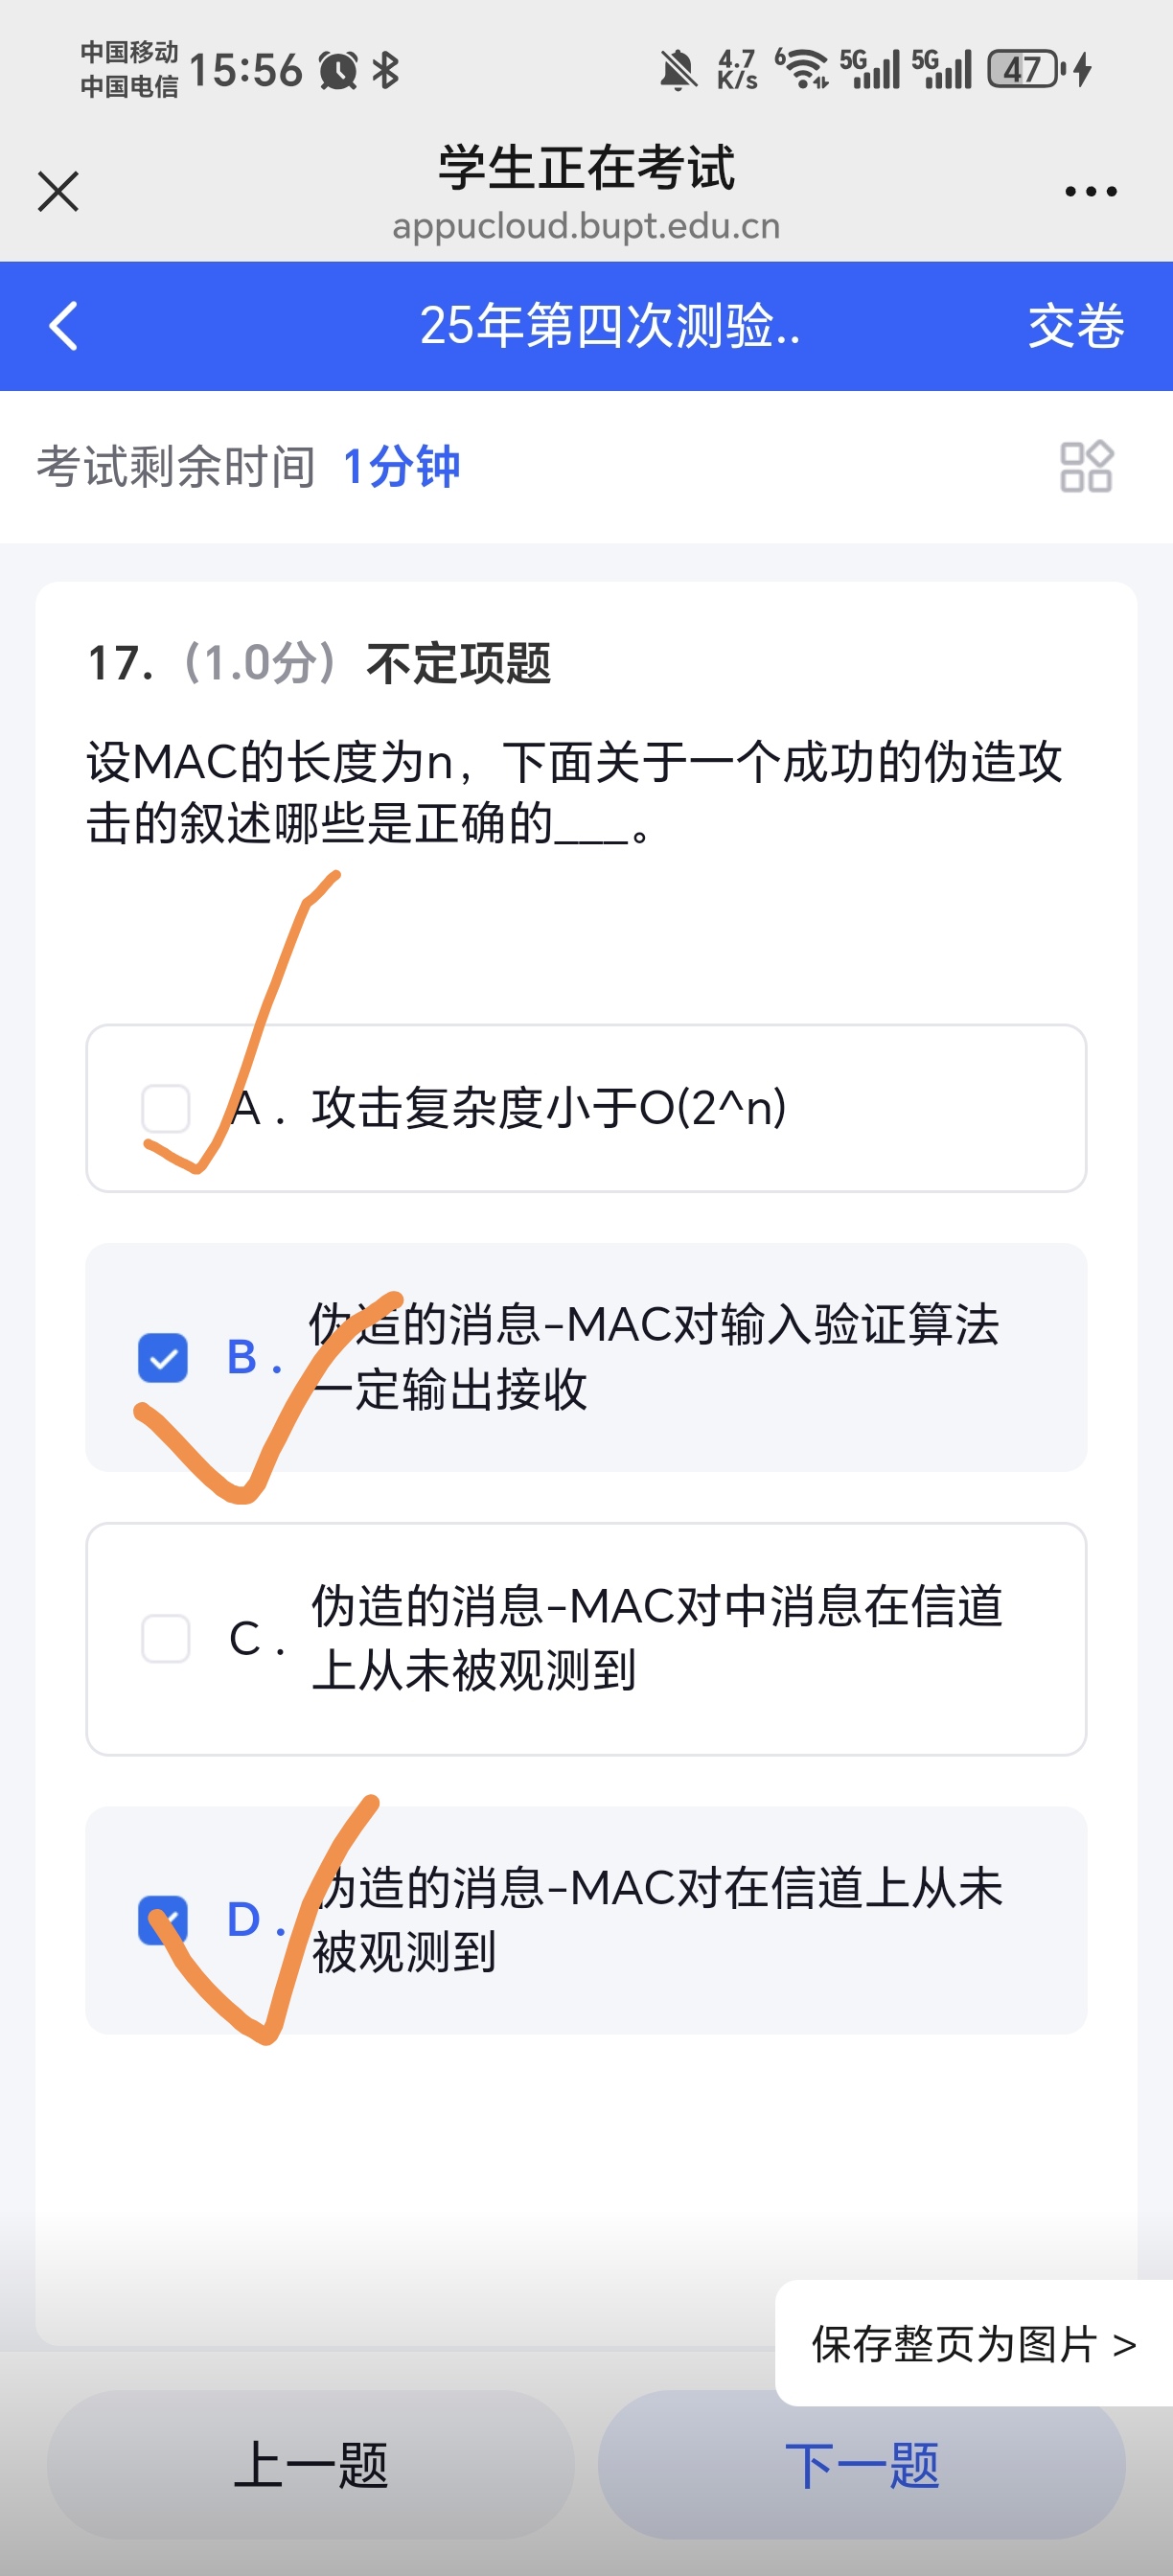 中国移动
中国电信
15:56
4.7
K/s
6
5G
5G
47
学生正在考试
appucloud.bupt.edu.cn
25年第四次测验..
交卷
考试剩余时间 1分钟
17. (1.0分) 不定项题
设MAC的长度为n，下面关于一个成功的伪造攻
击的叙述哪些是正确的___。
A. 攻击复杂度小于O(2^n)
B. 伪造的消息-MAC对输入验证算法
一定输出接收
C. 伪造的消息-MAC对中消息在信道
上从未被观测到
D. 伪造的消息-MAC对在信道上从未
被观测到
保存整页为图片 >
上一题
下一题